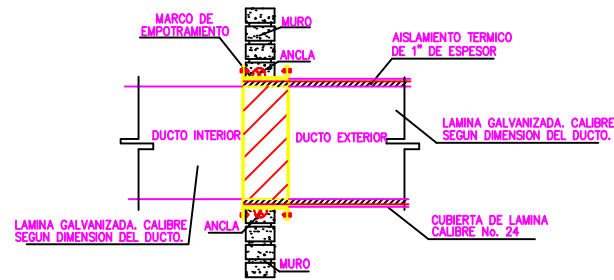 MARCO DE
EMPOTRAMIENTO
MURO
ANCLA
AISLAMIENTO TERMICO
DE 1" DE ESPESOR
LAMINA GALVANIZADA. CALIBRE
SEGUN DIMENSION DEL DUCTO.
DUCTO INTERIOR
DUCTO EXTERIOR
LAMINA GALVANIZADA. CALIBRE
SEGUN DIMENSION DEL DUCTO.
ANCLA
CUBIERTA DE LAMINA
CALIBRE No. 24
MURO